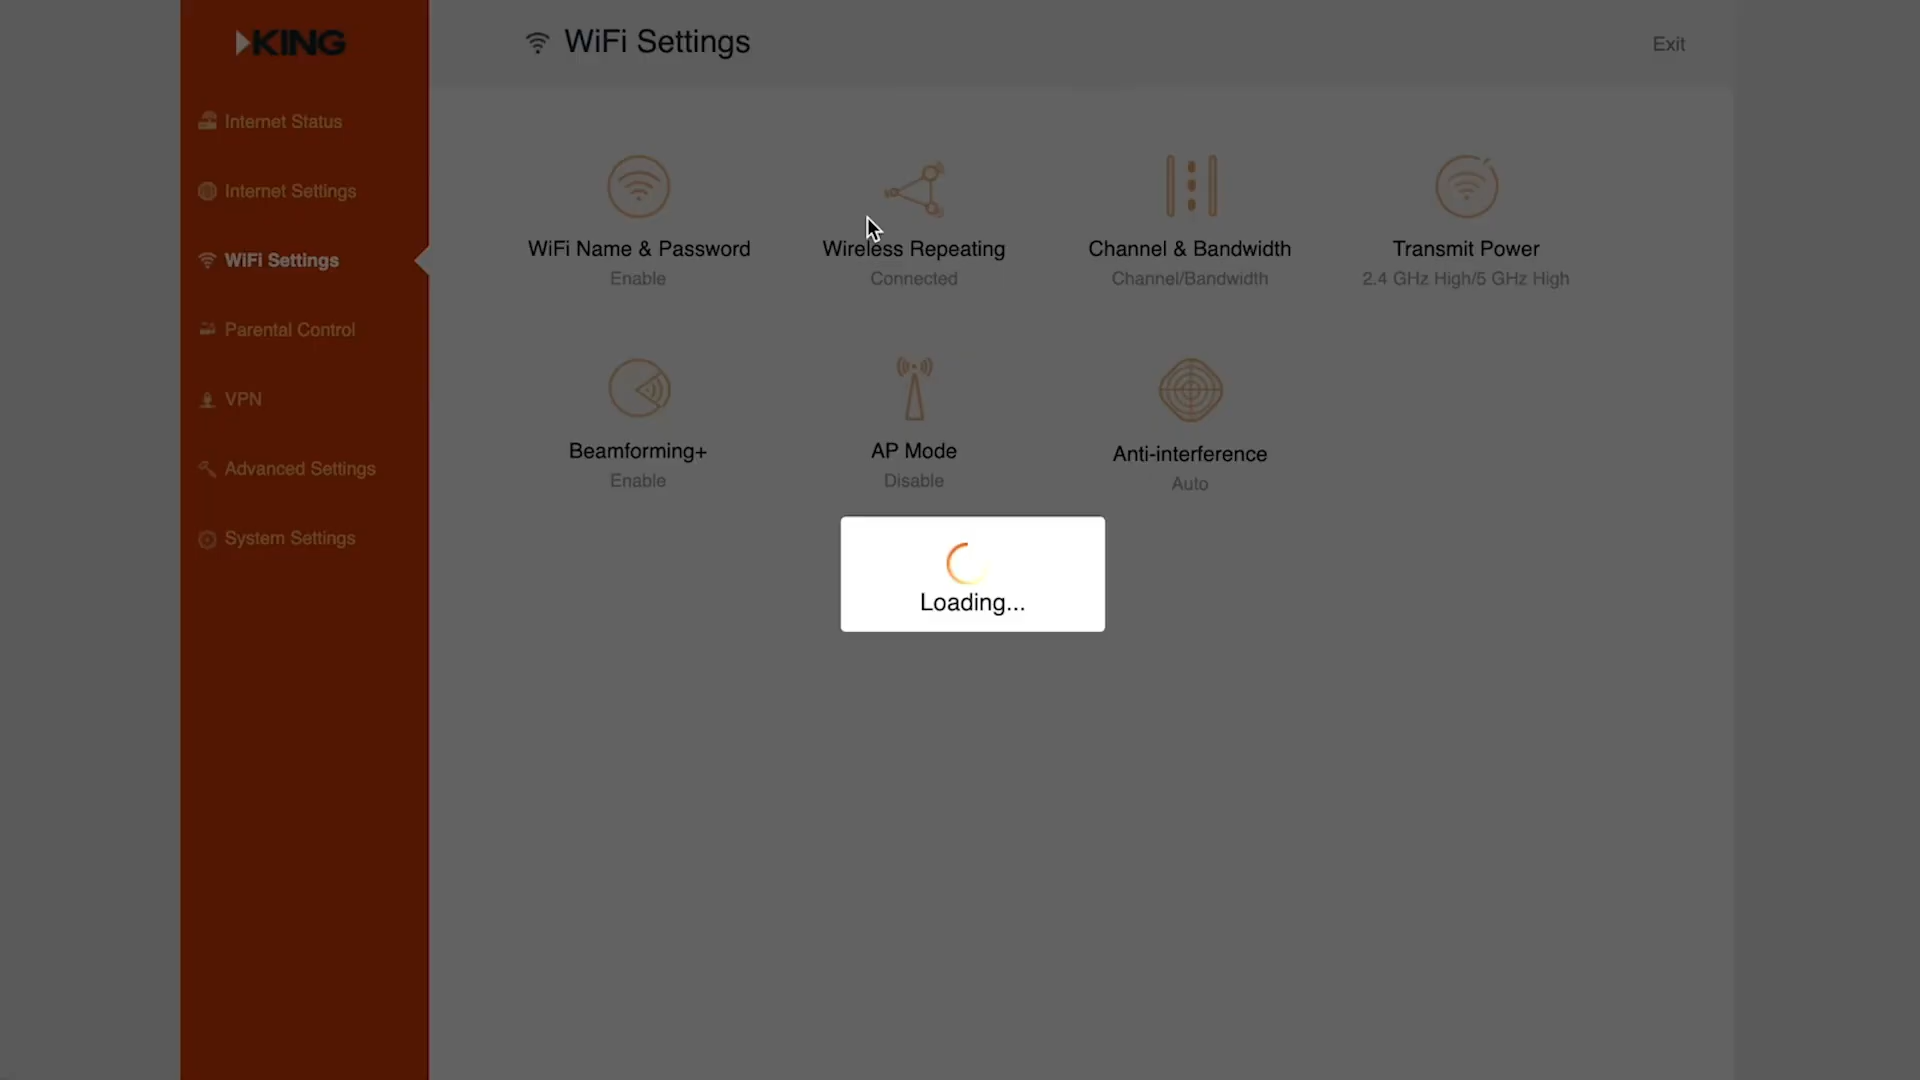 KING
WiFi Settings
Exit
Internet Status
Internet Settings
WiFi Settings
Parental Control
VPN
Advanced Settings
System Settings
WiFi Name & Password
Enable
Wireless Repeating
Connected
Channel & Bandwidth
Channel/Bandwidth
Transmit Power
2.4 GHz High/5 GHz High
Beamforming+
Enable
AP Mode
Disable
Anti-interference
Auto
Loading...